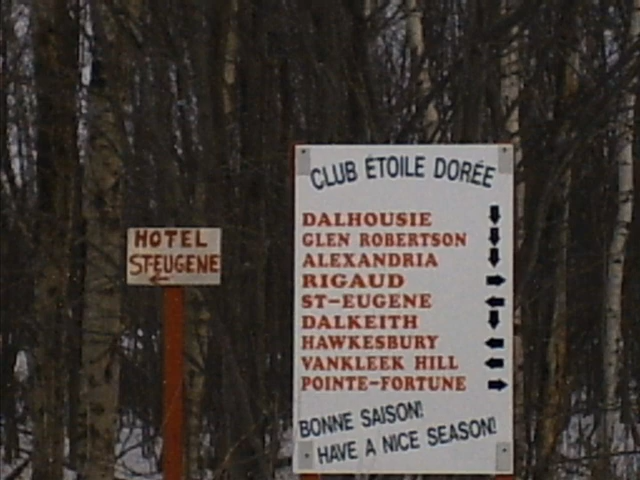 HOTEL
ST-EUGENE
←
CLUB ÉTOILE DORÉE
DALHOUSIE ↓
GLEN ROBERTSON ↓
ALEXANDRIA ↓
RIGAUD →
ST-EUGENE ←
DALKEITH ↓
HAWKESBURY ←
VANKLEEK HILL ←
POINTE-FORTUNE →
BONNE SAISON!
HAVE A NICE SEASON!